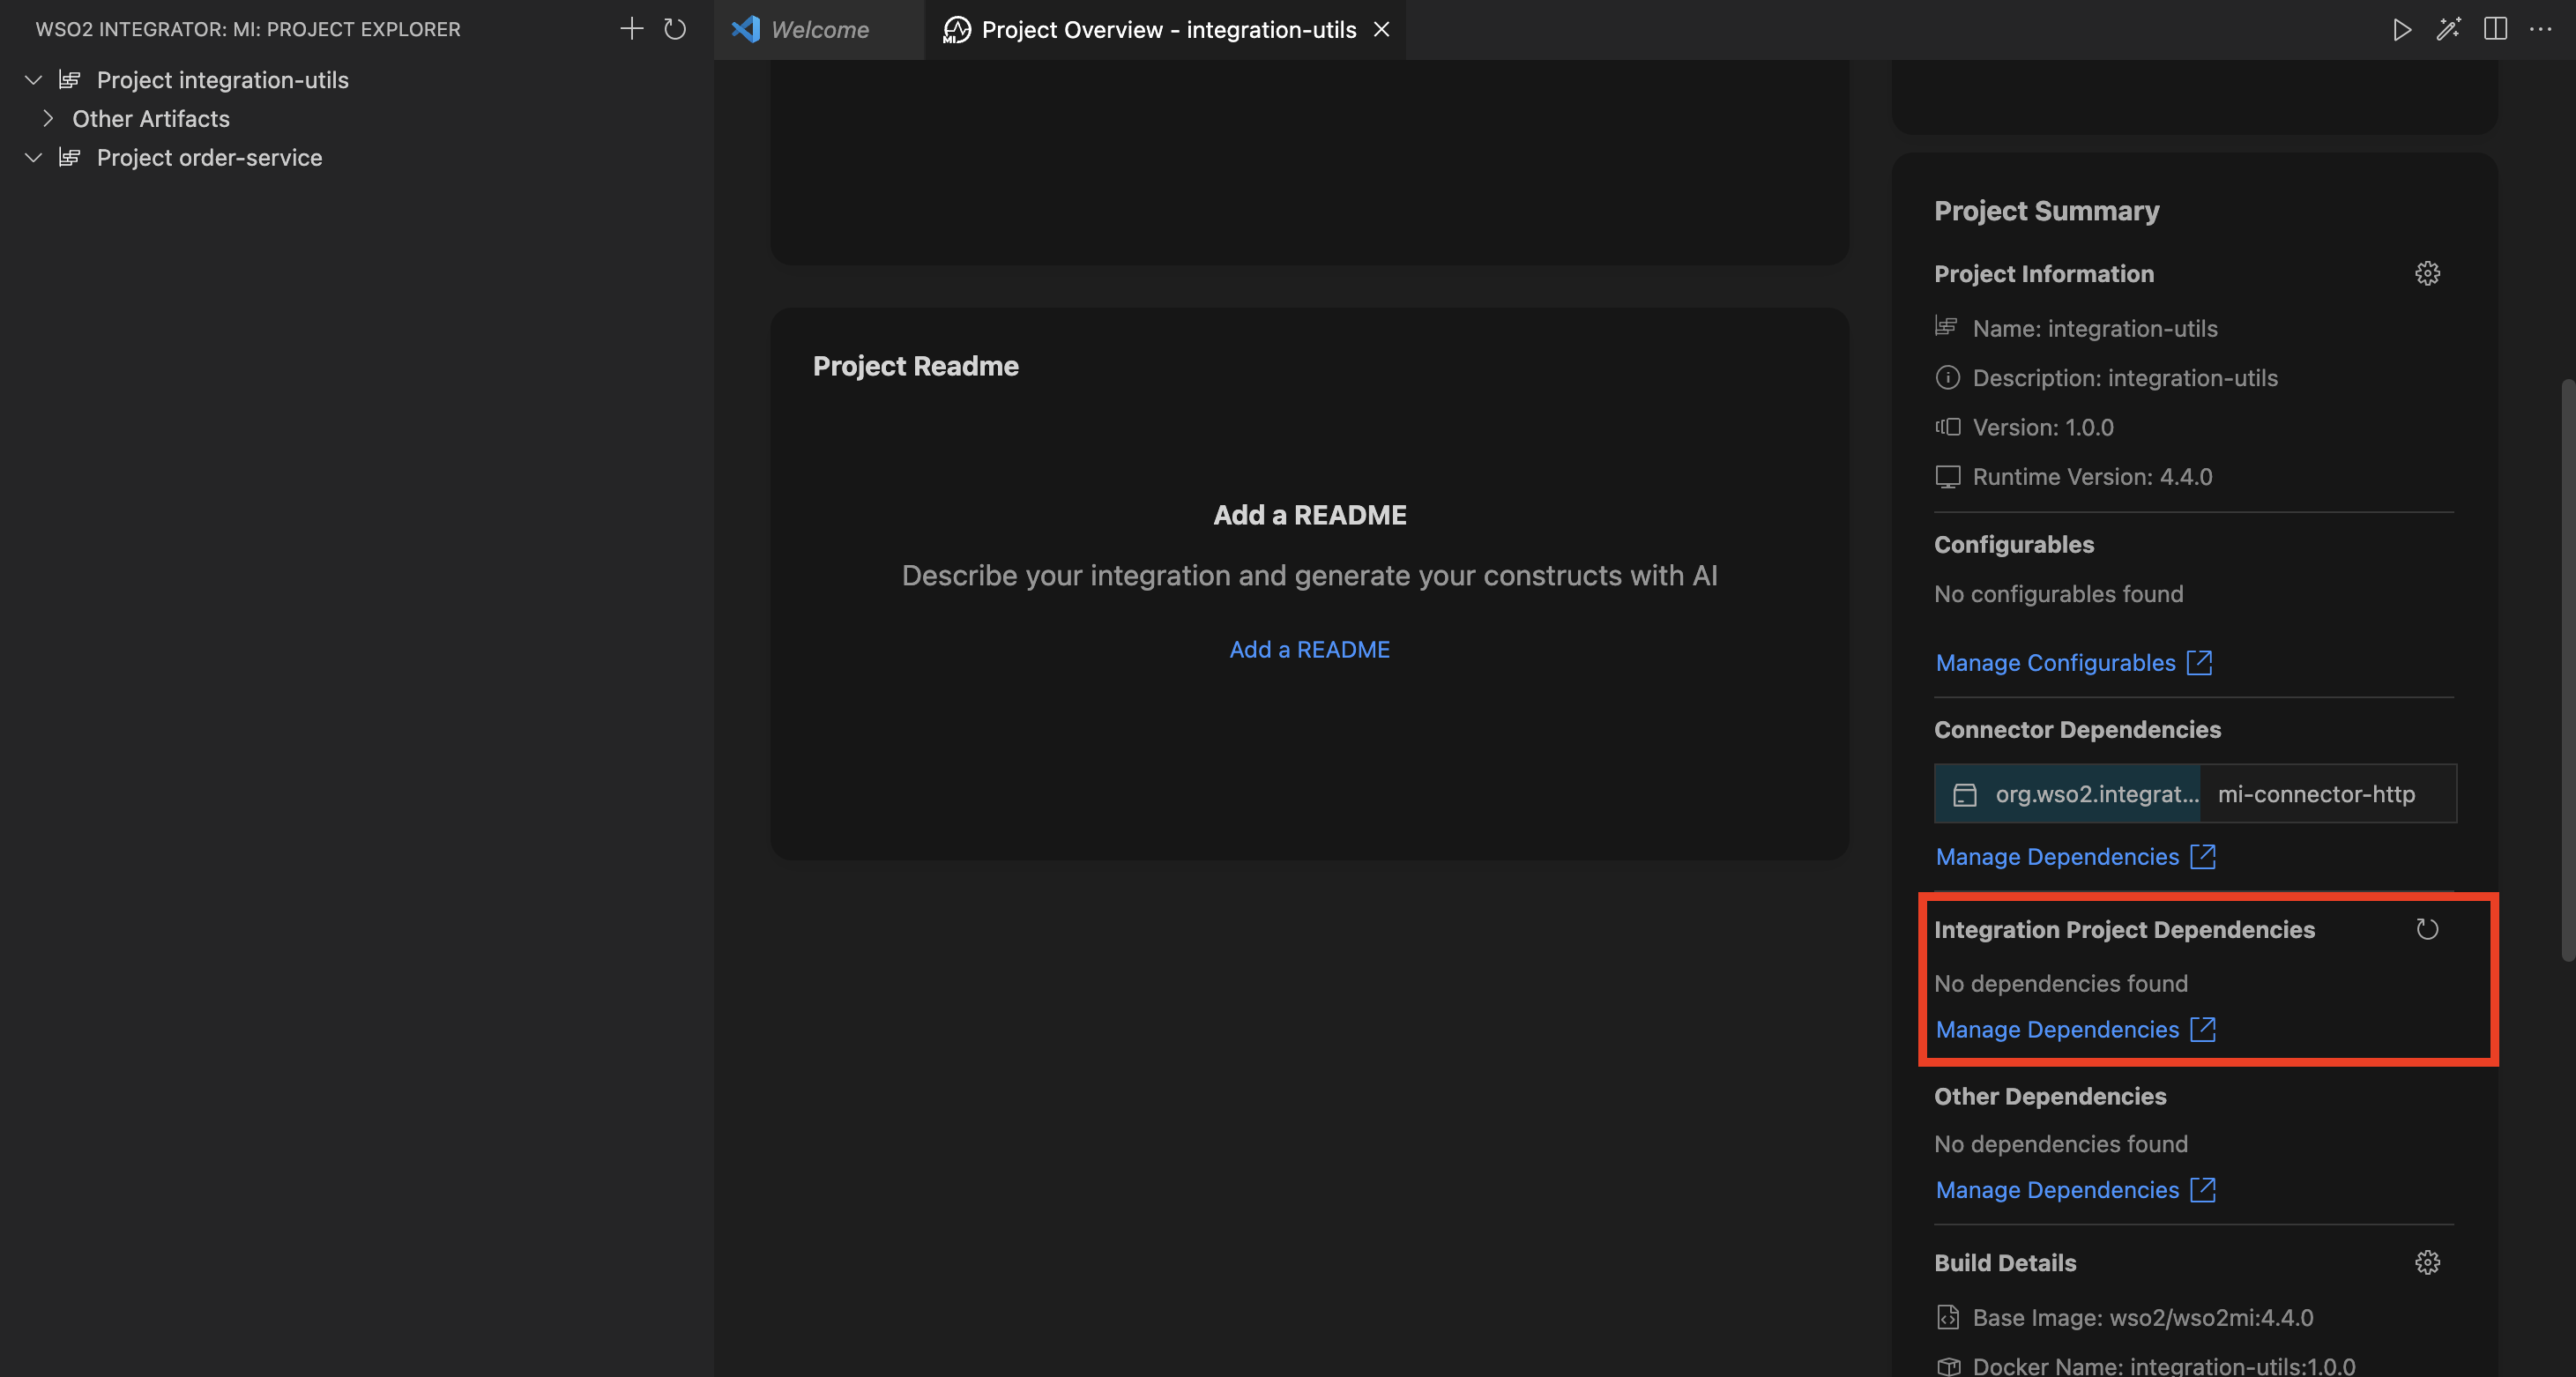 WSO2 INTEGRATOR: MI: PROJECT EXPLORER
Project integration-utils
Other Artifacts
Project order-service
Welcome
MI
Project Overview - integration-utils
Project Readme
Add a README
Describe your integration and generate your constructs with AI
Add a README
Project Summary
Project Information
Name: integration-utils
Description: integration-utils
Version: 1.0.0
Runtime Version: 4.4.0
Configurables
No configurables found
Manage Configurables
Connector Dependencies
org.wso2.integrat... mi-connector-http
Manage Dependencies
Integration Project Dependencies
No dependencies found
Manage Dependencies
Other Dependencies
No dependencies found
Manage Dependencies
Build Details
Base Image: wso2/wso2mi:4.4.0
Docker Name: integration-utils:1.0.0